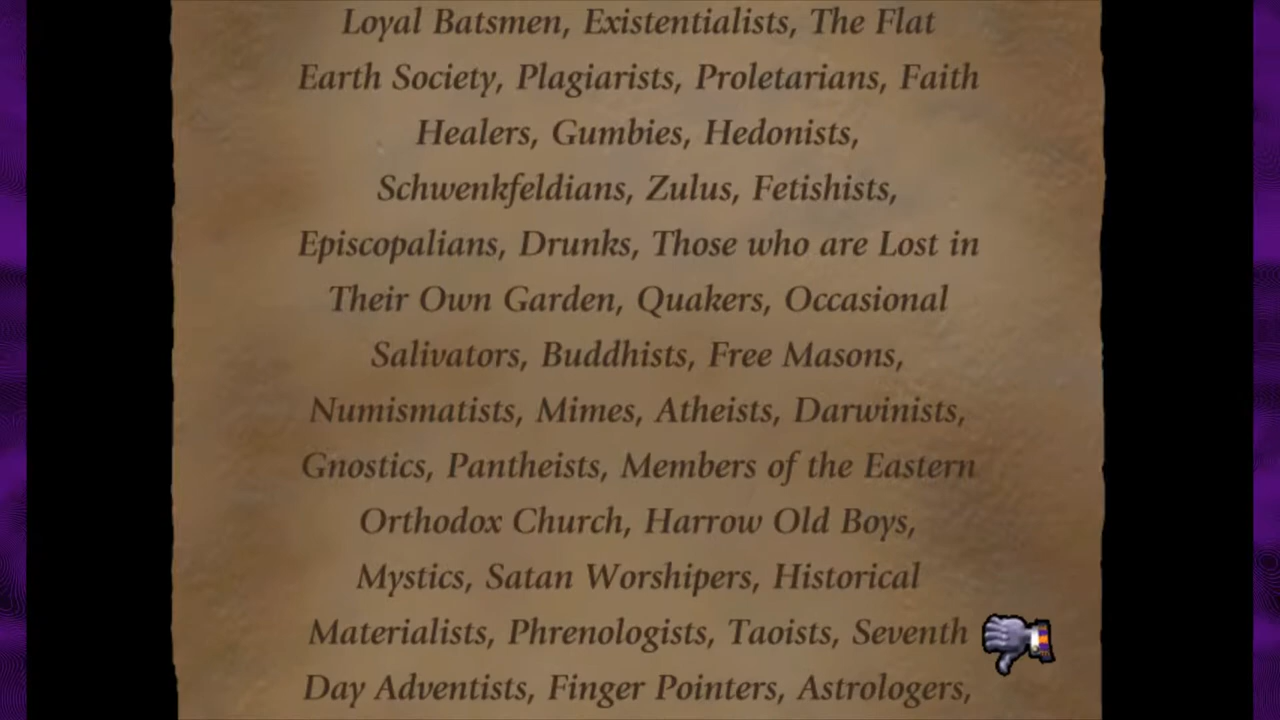 Loyal Batsmen, Existentialists, The Flat
Earth Society, Plagiarists, Proletarians, Faith
Healers, Gumbies, Hedonists,
Schwenkfeldians, Zulus, Fetishists,
Episcopalians, Drunks, Those who are Lost in
Their Own Garden, Quakers, Occasional
Salivators, Buddhists, Free Masons,
Numismatists, Mimes, Atheists, Darwinists,
Gnostics, Pantheists, Members of the Eastern
Orthodox Church, Harrow Old Boys,
Mystics, Satan Worshipers, Historical
Materialists, Phrenologists, Taoists, Seventh
Day Adventists, Finger Pointers, Astrologers,